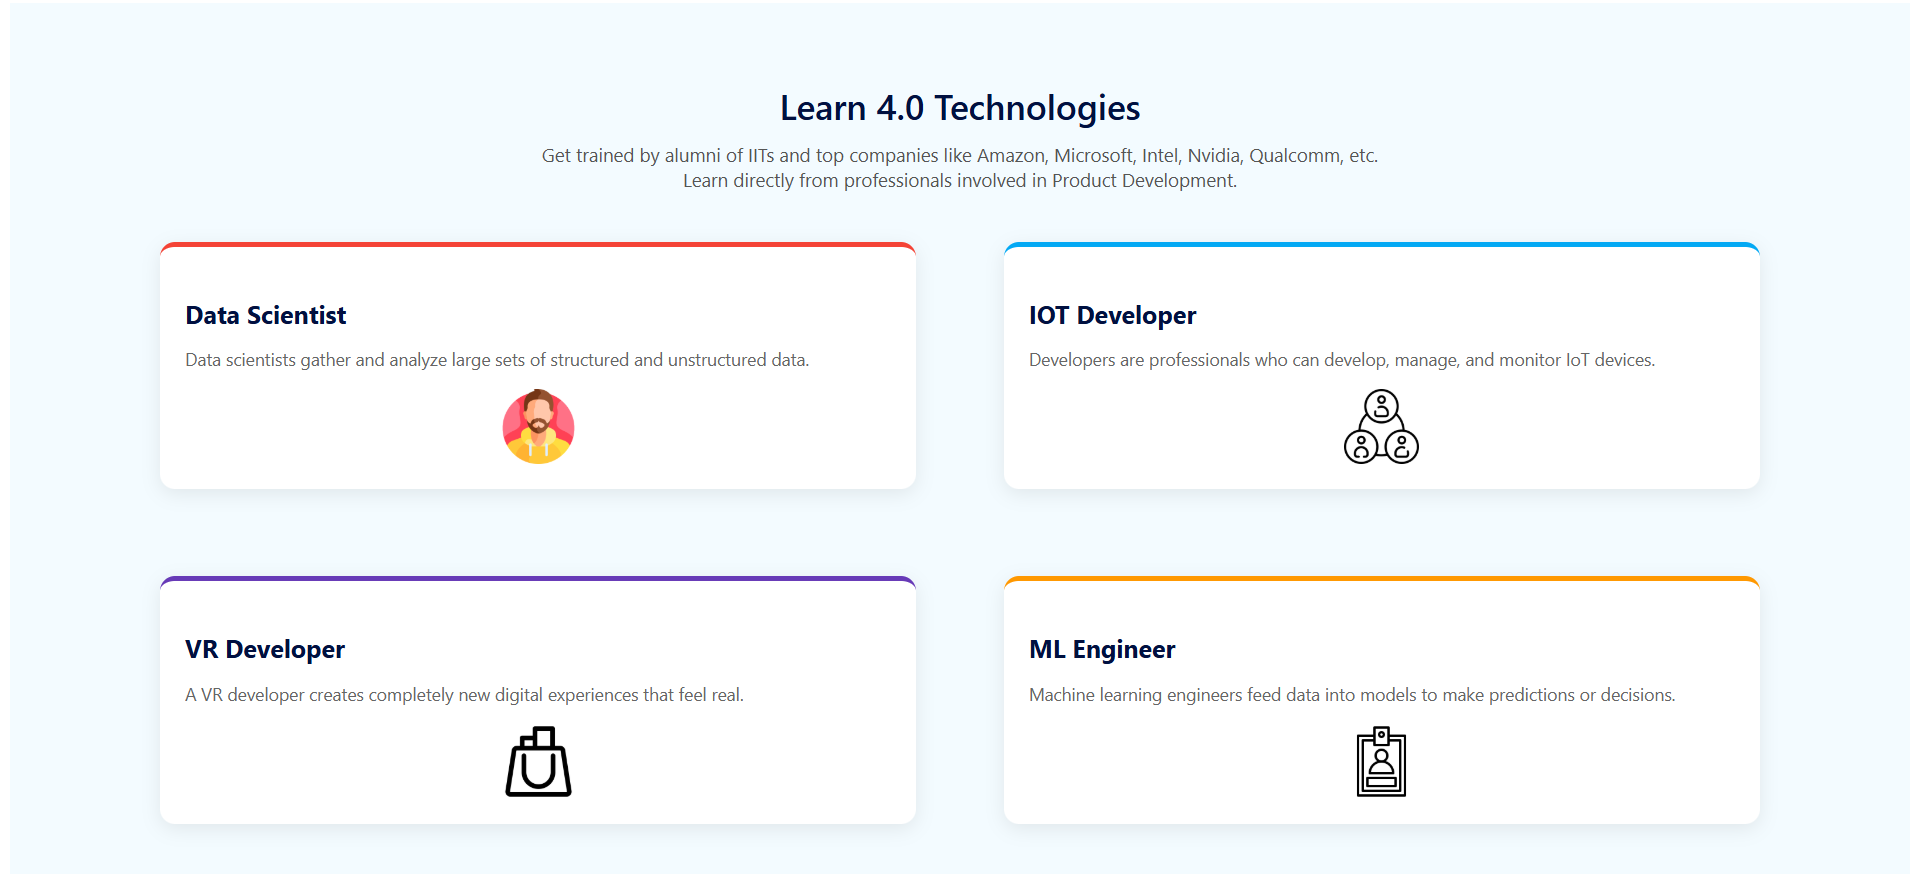 Learn 4.0 Technologies
Get trained by alumni of IITs and top companies like Amazon, Microsoft, Intel, Nvidia, Qualcomm, etc.
Learn directly from professionals involved in Product Development.
Data Scientist
Data scientists gather and analyze large sets of structured and unstructured data.
IOT Developer
Developers are professionals who can develop, manage, and monitor IoT devices.
VR Developer
A VR developer creates completely new digital experiences that feel real.
ML Engineer
Machine learning engineers feed data into models to make predictions or decisions.